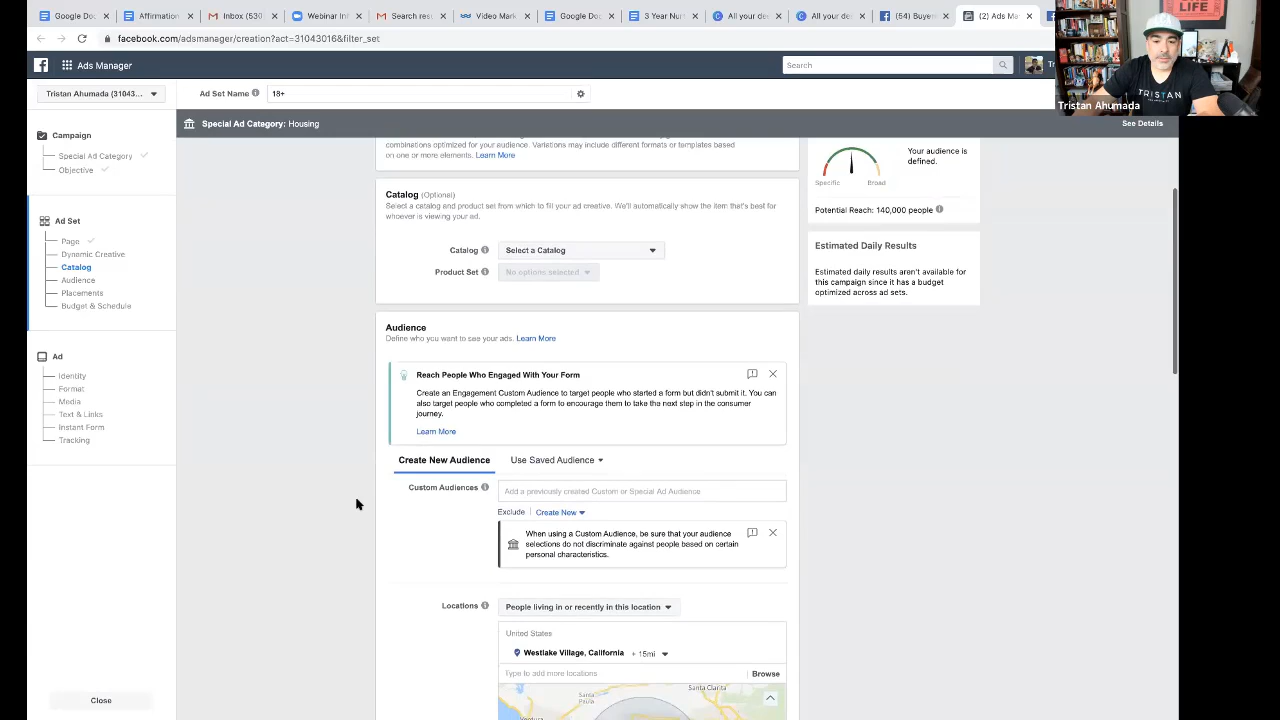 Google Doc
Affirmation
Inbox (530
Webinar Inf
Search resu
Video Ma
Google Doc
3 Year Nu
All your de
All your de
(54) Buye
(2) Ads Ma
LIFE
facebook.com/adsmanager/creation?act=31043016&filter_set
Ads Manager
Search
TRISTAN
Tristan Ahumada
Tristan Ahumada (31043...
Ad Set Name
18+
Special Ad Category: Housing
See Details
Campaign
Special Ad Category
Objective
Ad Set
Page
Dynamic Creative
Catalog
Audience
Placements
Budget & Schedule
Ad
Identity
Format
Media
Text & Links
Instant Form
Tracking
Close
combinations optimized for your audience. Variations may include different formats or templates based
on one or more elements. Learn More
Catalog (Optional)
Select a catalog and product set from which to fill your ad creative. We'll automatically show the item that's best for
whoever is viewing your ad.
Catalog
Select a Catalog
Product Set
No options selected
Audience
Define who you want to see your ads. Learn More
Reach People Who Engaged With Your Form
Create an Engagement Custom Audience to target people who started a form but didn't submit it. You can
also target people who completed a form to encourage them to take the next step in the consumer
journey.
Learn More
Create New Audience
Use Saved Audience
Custom Audiences
Add a previously created Custom or Special Ad Audience
Exclude
Create New
When using a Custom Audience, be sure that your audience
selections do not discriminate against people based on certain
personal characteristics.
Locations
People living in or recently in this location
United States
Westlake Village, California + 15mi
Type to add more locations
Browse
Santa Clarita
Santa
Paula
Ventura
Your audience is
defined.
Specific
Broad
Potential Reach: 140,000 people
Estimated Daily Results
Estimated daily results aren't available for
this campaign since it has a budget
optimized across ad sets.